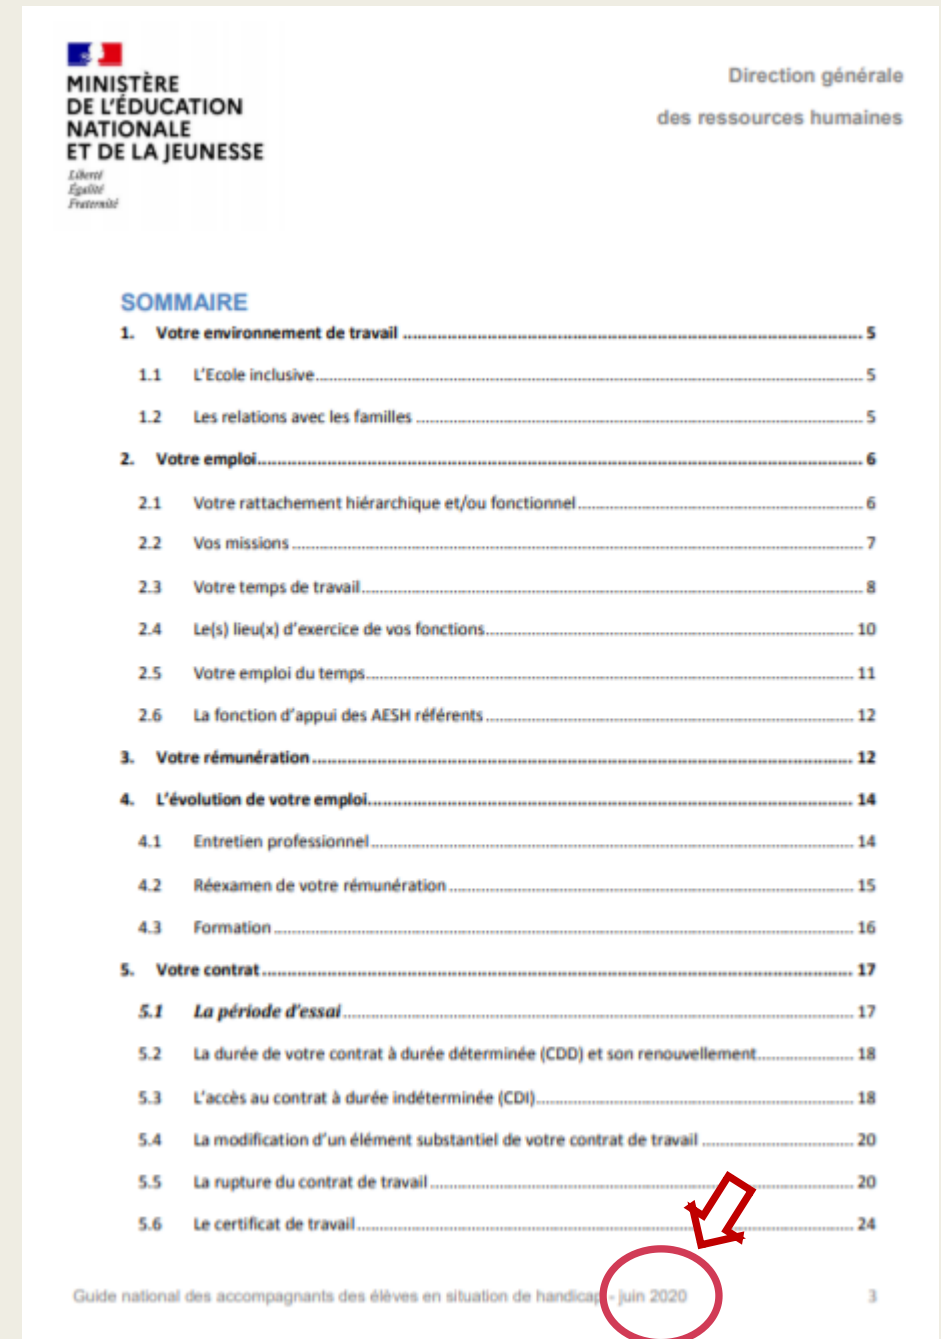 MINISTÈRE
DE L'ÉDUCATION
NATIONALE
ET DE LA JEUNESSE
Liberté
Égalité
Fraternité
Direction générale
des ressources humaines
SOMMAIRE
1. Votre environnement de travail ........ 5
1.1 L'Ecole inclusive ........ 5
1.2 Les relations avec les familles ........ 5
2. Votre emploi ........ 6
2.1 Votre rattachement hiérarchique et/ou fonctionnel ........ 6
2.2 Vos missions ........ 7
2.3 Votre temps de travail ........ 8
2.4 Le(s) lieu(x) d'exercice de vos fonctions ........ 10
2.5 Votre emploi du temps ........ 11
2.6 La fonction d'appui des AESH référents ........ 12
3. Votre rémunération ........ 12
4. L'évolution de votre emploi ........ 14
4.1 Entretien professionnel ........ 14
4.2 Réexamen de votre rémunération ........ 15
4.3 Formation ........ 16
5. Votre contrat ........ 17
5.1 La période d'essai ........ 17
5.2 La durée de votre contrat à durée déterminée (CDD) et son renouvellement ........ 18
5.3 L'accès au contrat à durée indéterminée (CDI) ........ 18
5.4 La modification d'un élément substantiel de votre contrat de travail ........ 20
5.5 La rupture du contrat de travail ........ 20
5.6 Le certificat de travail ........ 24
Guide national des accompagnants des élèves en situation de handicap - juin 2020 3